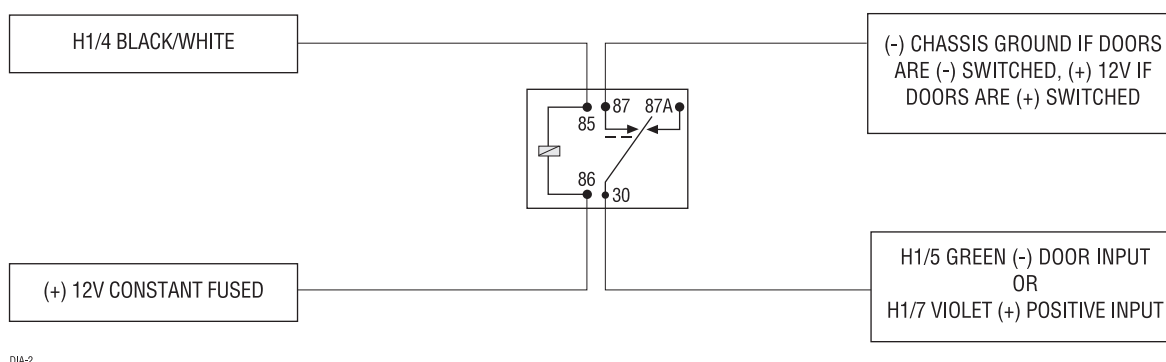 H1/4 BLACK/WHITE
(-) CHASSIS GROUND IF DOORS
ARE (-) SWITCHED, (+) 12V IF
DOORS ARE (+) SWITCHED
87
87A
85
86
30
(+) 12V CONSTANT FUSED
H1/5 GREEN (-) DOOR INPUT
OR
H1/7 VIOLET (+) POSITIVE INPUT
DIA-2